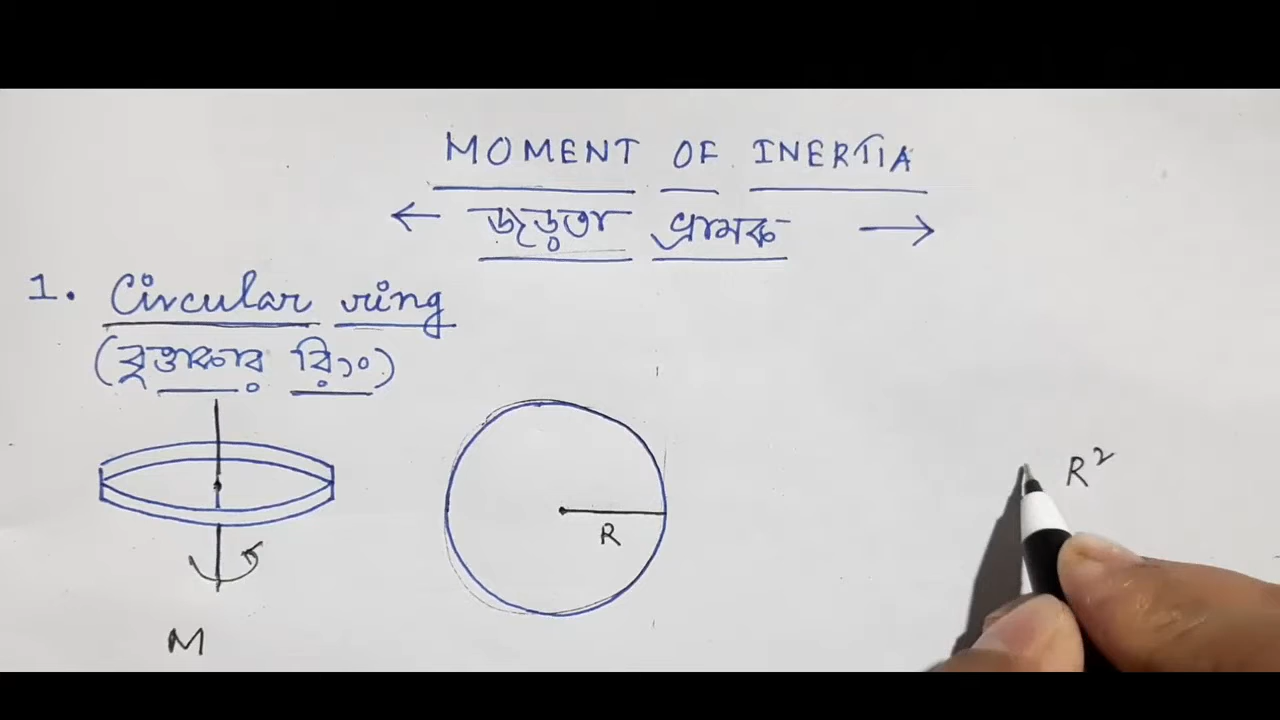 MOMENT OF INERTIA
← জড়তা ভ্রামক →
1. Circular ring
(বৃত্তাকার রিং)
R²
R
M